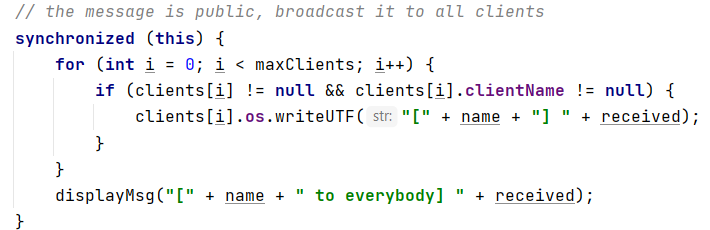 // the message is public, broadcast it to all clients
synchronized (this) {
    for (int i = 0; i < maxClients; i++) {
        if (clients[i] != null && clients[i].clientName != null) {
            clients[i].os.writeUTF( str: "[" + name + "] " + received);
        }
    }
    displayMsg("[" + name + " to everybody] " + received);
}